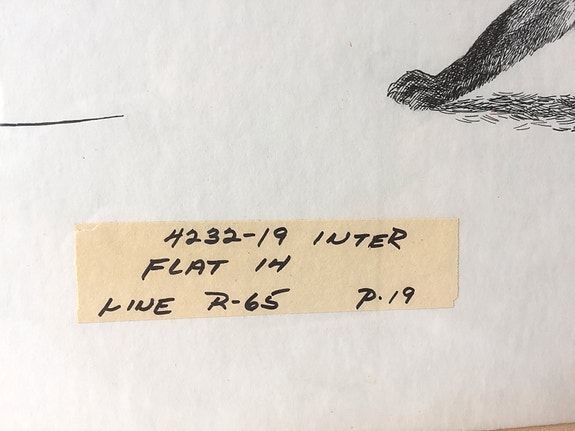 4232-19 INTER
FLAT 14
LINE R-65 P.19